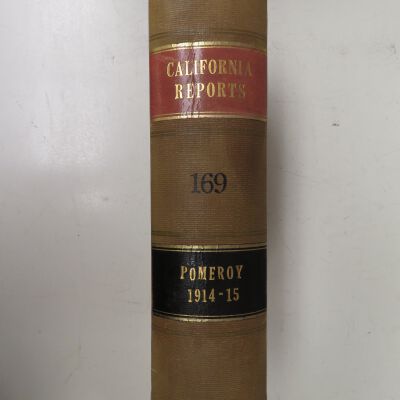 CALIFORNIA
REPORTS
169
POMEROY
1914-15